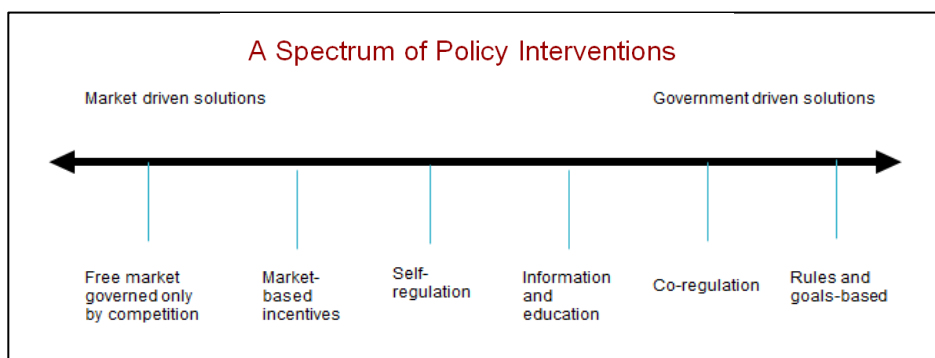 A Spectrum of Policy Interventions
Market driven solutions
Government driven solutions
Free market
governed only
by competition
Market-
based
incentives
Self-
regulation
Information
and
education
Co-regulation
Rules and
goals-based